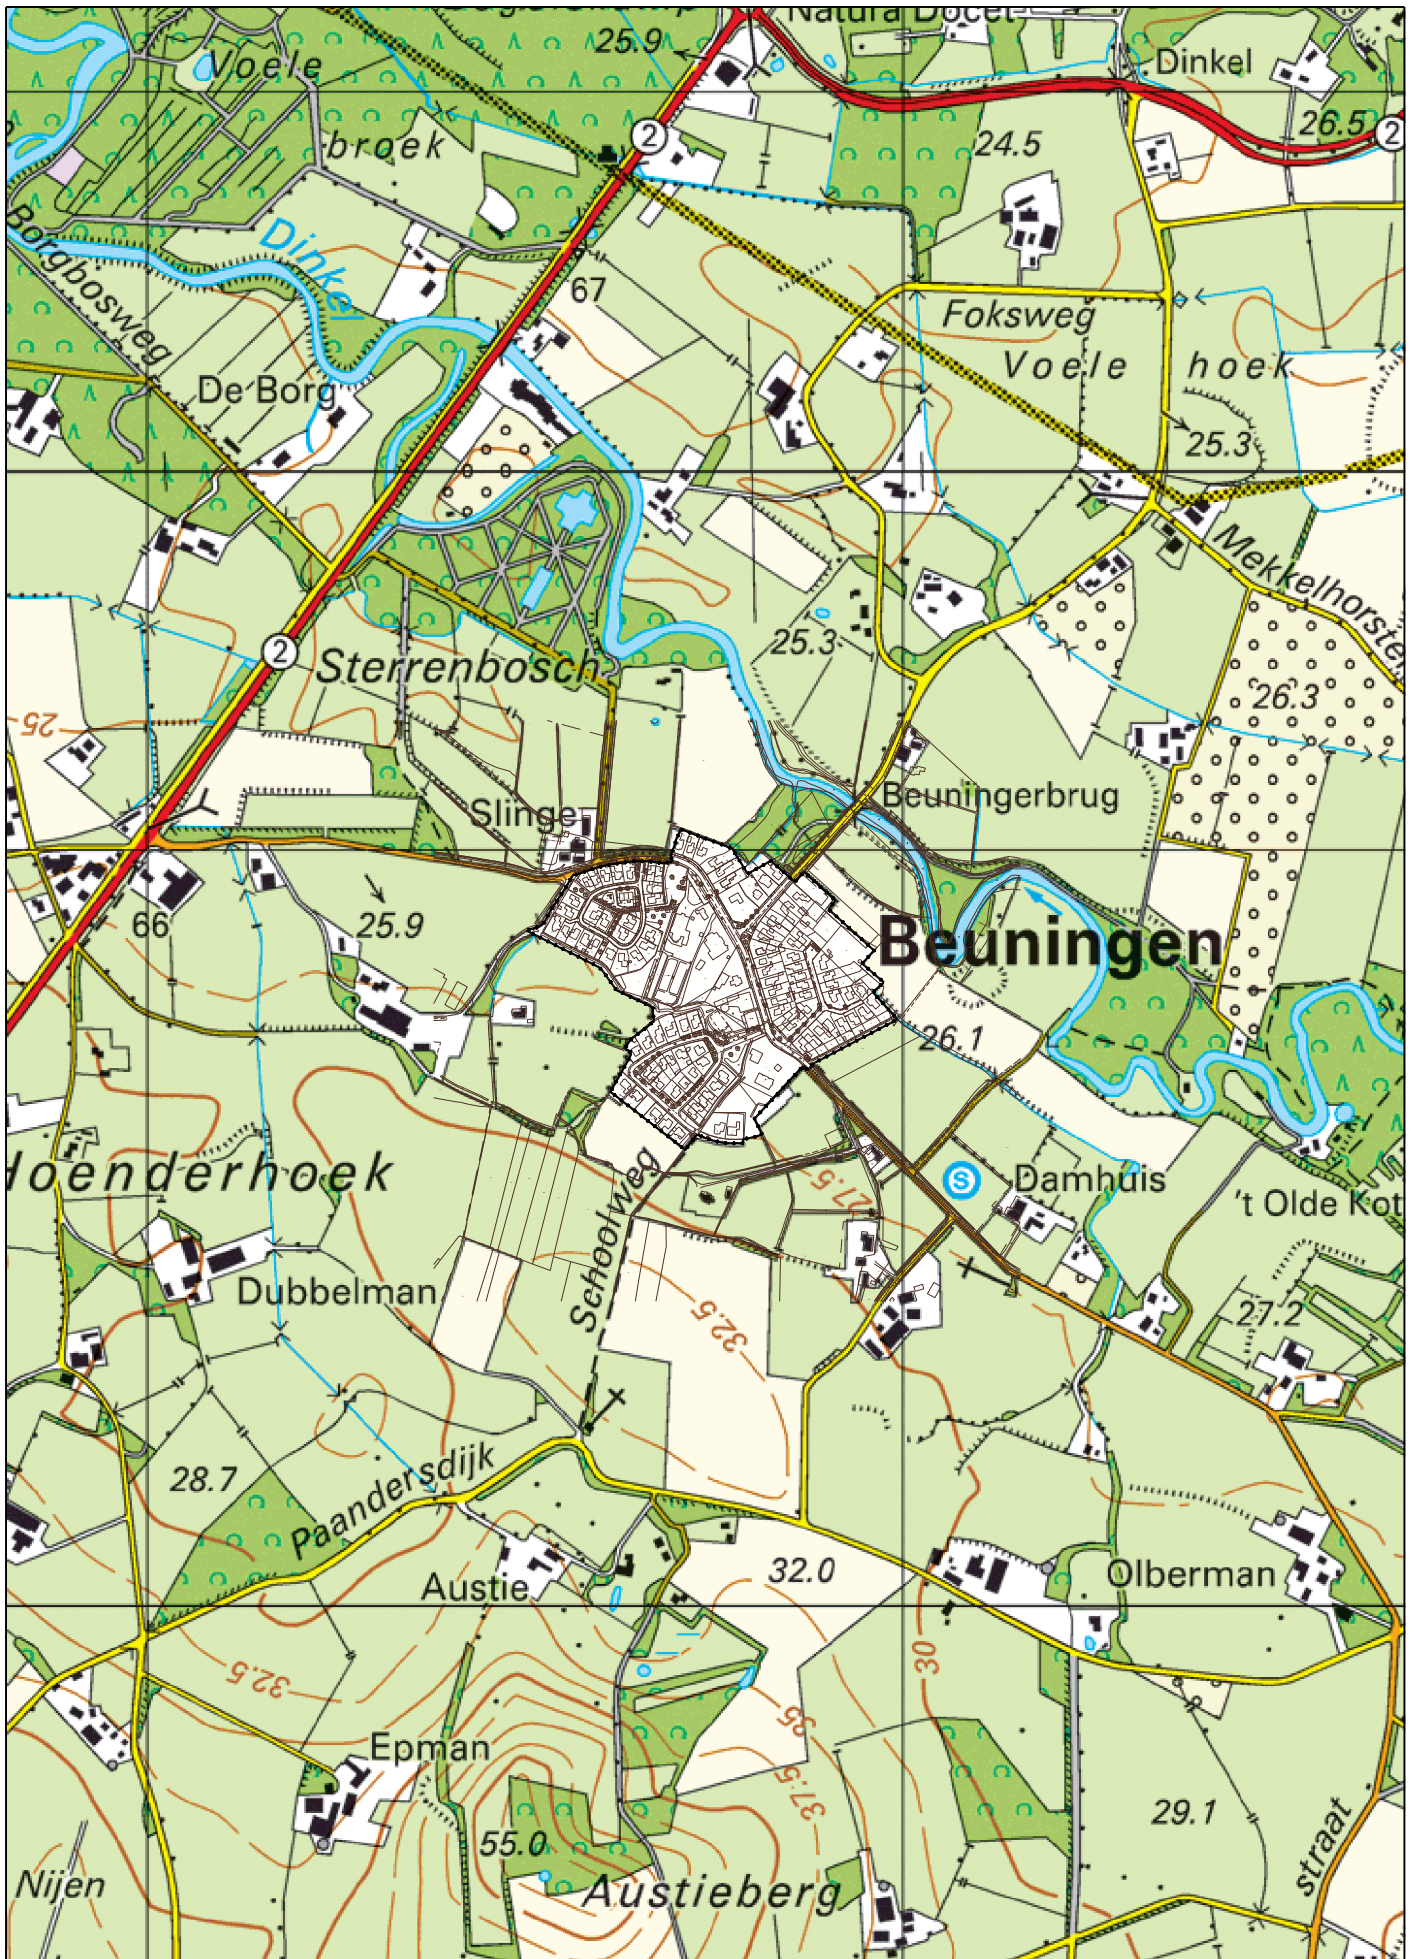 Natura Docet
25.9
Dinkel
Voele
broek
2
26.5
2
24.5
Borgbosweg
Dinkel
67
Foksweg
Voele hoek
De Borg
25.3
Mekkelhorster
25.3
2
Sterrenbosch
26.3
25
Slinge
Beuningerbrug
66
25.9
Beuningen
26.1
Hoenderhoek
27.5
S
Damhuis
't Olde Kot
Schoolweg
Dubbelman
32.5
27.2
28.7
Paandersdijk
Austie
32.0
Olberman
32.5
30
35
Epman
37.5
29.1
55.0
straat
Nijen
Austieberg